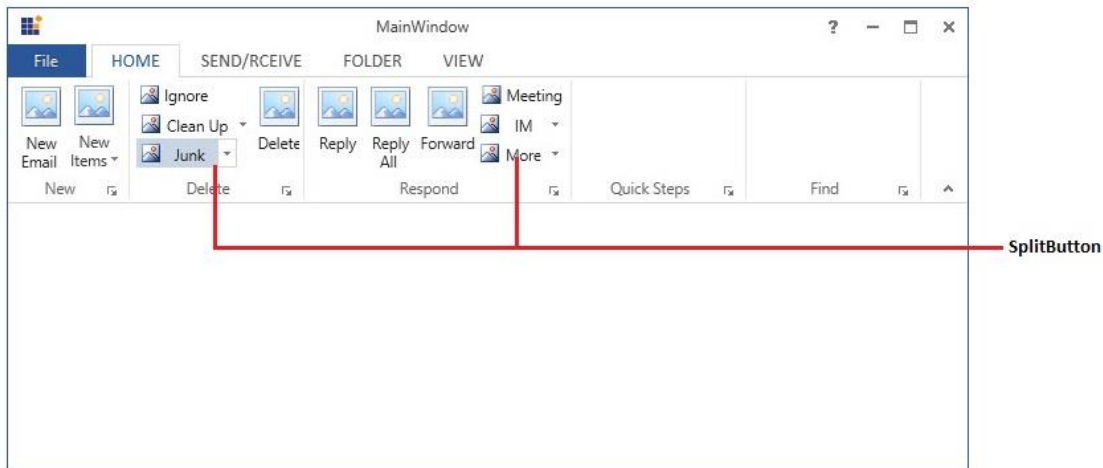 MainWindow
?
File HOME SEND/RCEIVE FOLDER VIEW
Ignore
Clean Up
Junk
New
Email
New
Items
Delete
Reply
Reply
All
Forward
Meeting
IM
More
New Delete Respond Quick Steps Find
SplitButton